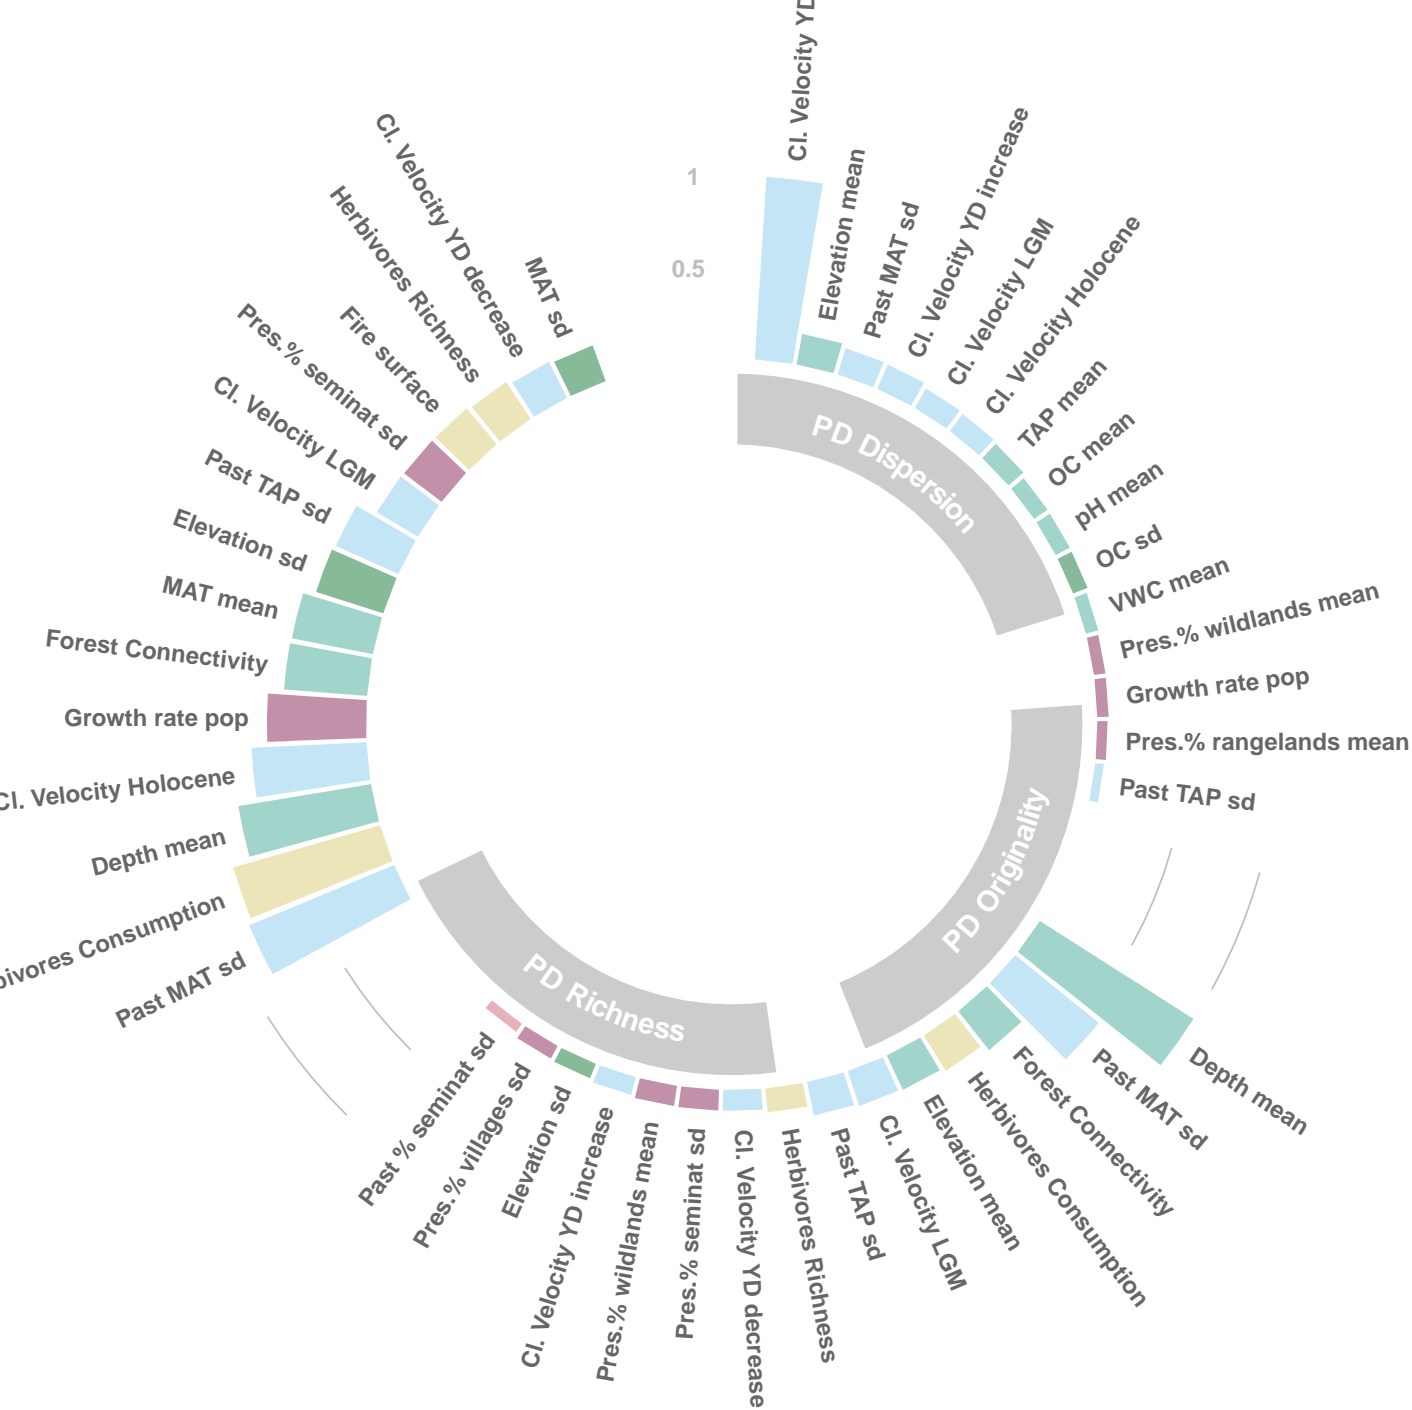 1
0.5
Cl. Velocity YD
Elevation mean
Past MAT sd
Cl. Velocity YD increase
Cl. Velocity LGM
Cl. Velocity Holocene
TAP mean
OC mean
pH mean
OC sd
VWC mean
Pres.% wildlands mean
Growth rate pop
Pres.% rangelands mean
Past TAP sd
Depth mean
Past MAT sd
Forest Connectivity
Herbivores Consumption
Elevation mean
Cl. Velocity LGM
Past TAP sd
Herbivores Richness
Cl. Velocity YD decrease
Pres.% seminat sd
Pres.% wildlands mean
Cl. Velocity YD increase
Elevation sd
Pres.% villages sd
Past % seminat sd
Past MAT sd
bivores Consumption
Depth mean
Cl. Velocity Holocene
Growth rate pop
Forest Connectivity
MAT mean
Elevation sd
Past TAP sd
Cl. Velocity LGM
Pres.% seminat sd
Fire surface
Herbivores Richness
Cl. Velocity YD decrease
MAT sd
PD Dispersion
PD Originality
PD Richness